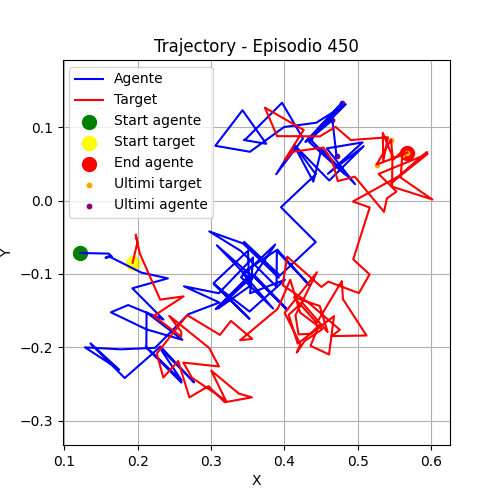 Trajectory - Episodio 450
Agente
Target
Start agente
Start target
End agente
Ultimi target
Ultimi agente
0.1
0.0
−0.1
−0.2
−0.3
Y
0.1
0.2
0.3
0.4
0.5
0.6
X